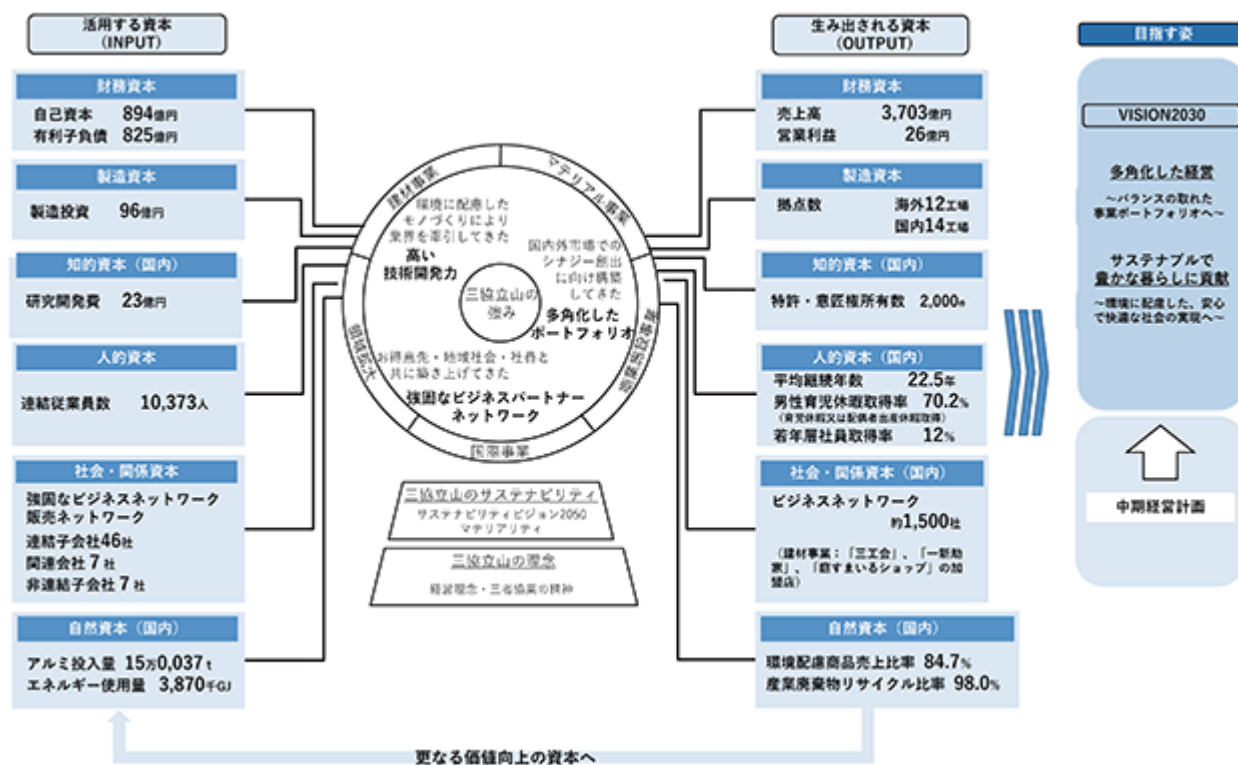 活用する資本
(INPUT)
財務資本
自己資本 894億円
有利子負債 825億円
製造資本
製造投資 96億円
知的資本（国内）
研究開発費 23億円
人的資本
連結従業員数 10,373人
社会・関係資本
強固なビジネスネットワーク
販売ネットワーク
連結子会社46社
関連会社 7 社
非連結子会社 7 社
自然資本（国内）
アルミ投入量 15万0,037 t
エネルギー使用量 3,870千GJ
建材事業
マテリアル事業
商業施設事業
国際事業
領域拡大
環境に配慮した
モノづくりにより
業界を牽引してきた
高い
技術開発力
国内外市場での
シナジー創出
に向け構築
してきた
多角化した
ポートフォリオ
三協立山の
強み
お得意先・地域社会・社員と
共に築き上げてきた
強固なビジネスパートナー
ネットワーク
三協立山のサステナビリティ
サステナビリティビジョン2050
マテリアリティ
三協立山の理念
経営理念・三省協業の精神
生み出される資本
(OUTPUT)
財務資本
売上高 3,703億円
営業利益 26億円
製造資本
拠点数 海外12工場
国内14工場
知的資本（国内）
特許・意匠権所有数 2,000件
人的資本（国内）
平均継続年数 22.5年
男性育児休暇取得率 70.2%
（育児休暇又は配偶者出産休暇取得）
若年層社員取得率 12%
社会・関係資本（国内）
ビジネスネットワーク
約1,500社
（建材事業：「三工会」、「一新助
家」、「庭すまいるショップ」の加
盟店）
自然資本（国内）
環境配慮商品売上比率 84.7%
産業廃棄物リサイクル比率 98.0%
更なる価値向上の資本へ
目指す姿
VISION2030
多角化した経営
～バランスの取れた
事業ポートフォリオへ～
サステナブルで
豊かな暮らしに貢献
～環境に配慮した、安心
で快適な社会の実現へ～
中期経営計画